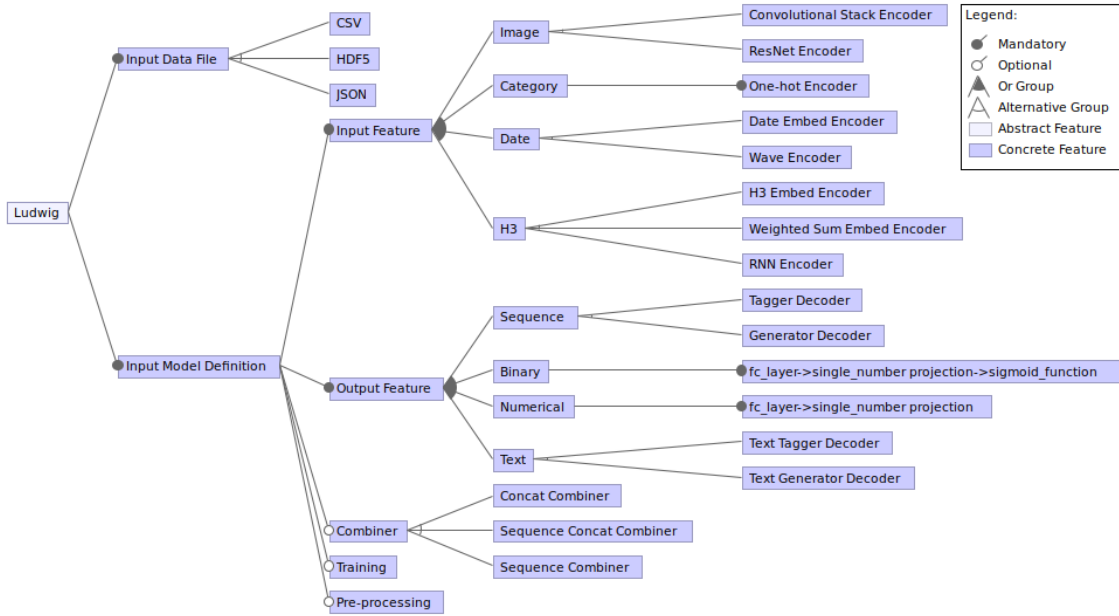 Ludwig
Input Data File
CSV
HDF5
JSON
Input Model Definition
Input Feature
Image
Convolutional Stack Encoder
ResNet Encoder
Category
One-hot Encoder
Date
Date Embed Encoder
Wave Encoder
H3
H3 Embed Encoder
Weighted Sum Embed Encoder
RNN Encoder
Output Feature
Sequence
Tagger Decoder
Generator Decoder
Binary
fc_layer->single_number projection->sigmoid_function
Numerical
fc_layer->single_number projection
Text
Text Tagger Decoder
Text Generator Decoder
Combiner
Concat Combiner
Sequence Concat Combiner
Sequence Combiner
Training
Pre-processing
Legend:
Mandatory
Optional
Or Group
Alternative Group
Abstract Feature
Concrete Feature